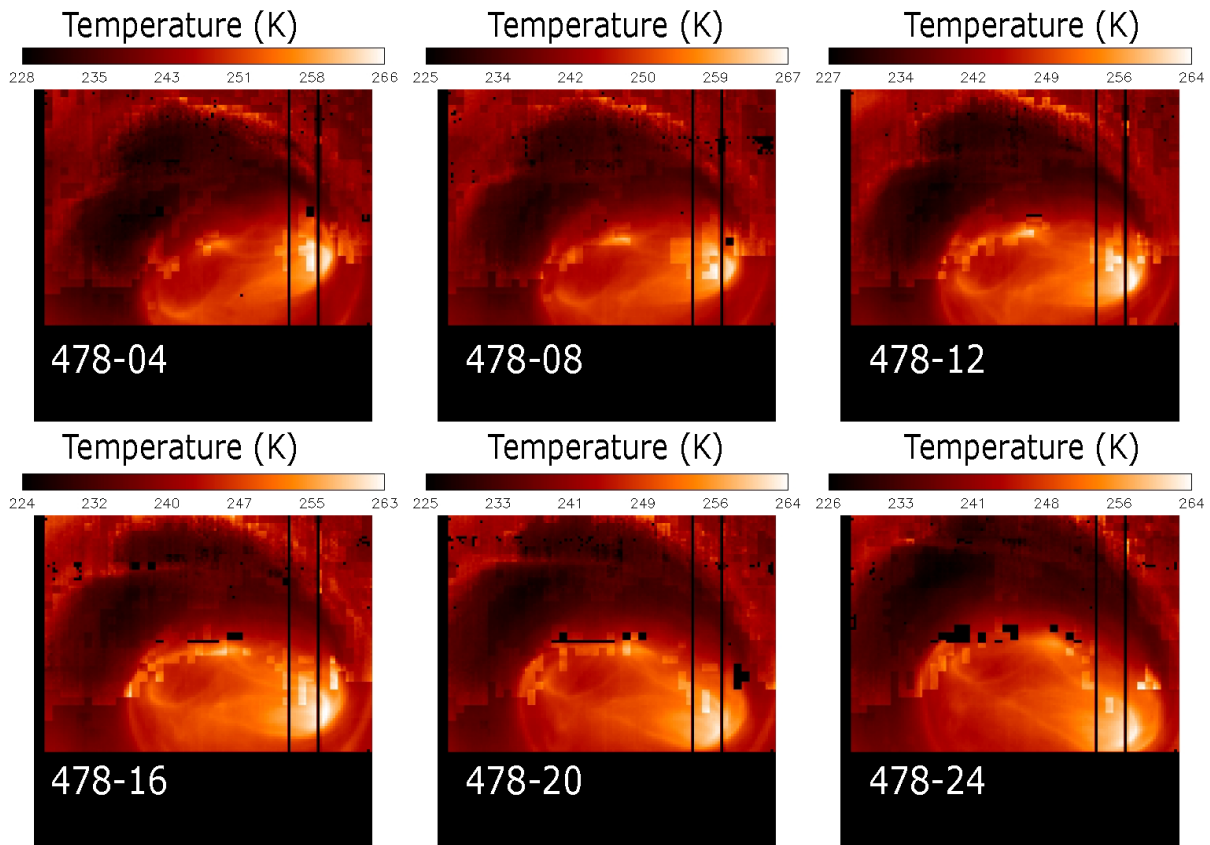 Temperature (K) Temperature (K) Temperature (K)
228 235 243 251 258 266 225 234 242 250 259 267 227 234 242 249 256 264
478-04 478-08 478-12
Temperature (K) Temperature (K) Temperature (K)
224 232 240 247 255 263 225 233 241 249 256 264 226 233 241 248 256 264
478-16 478-20 478-24